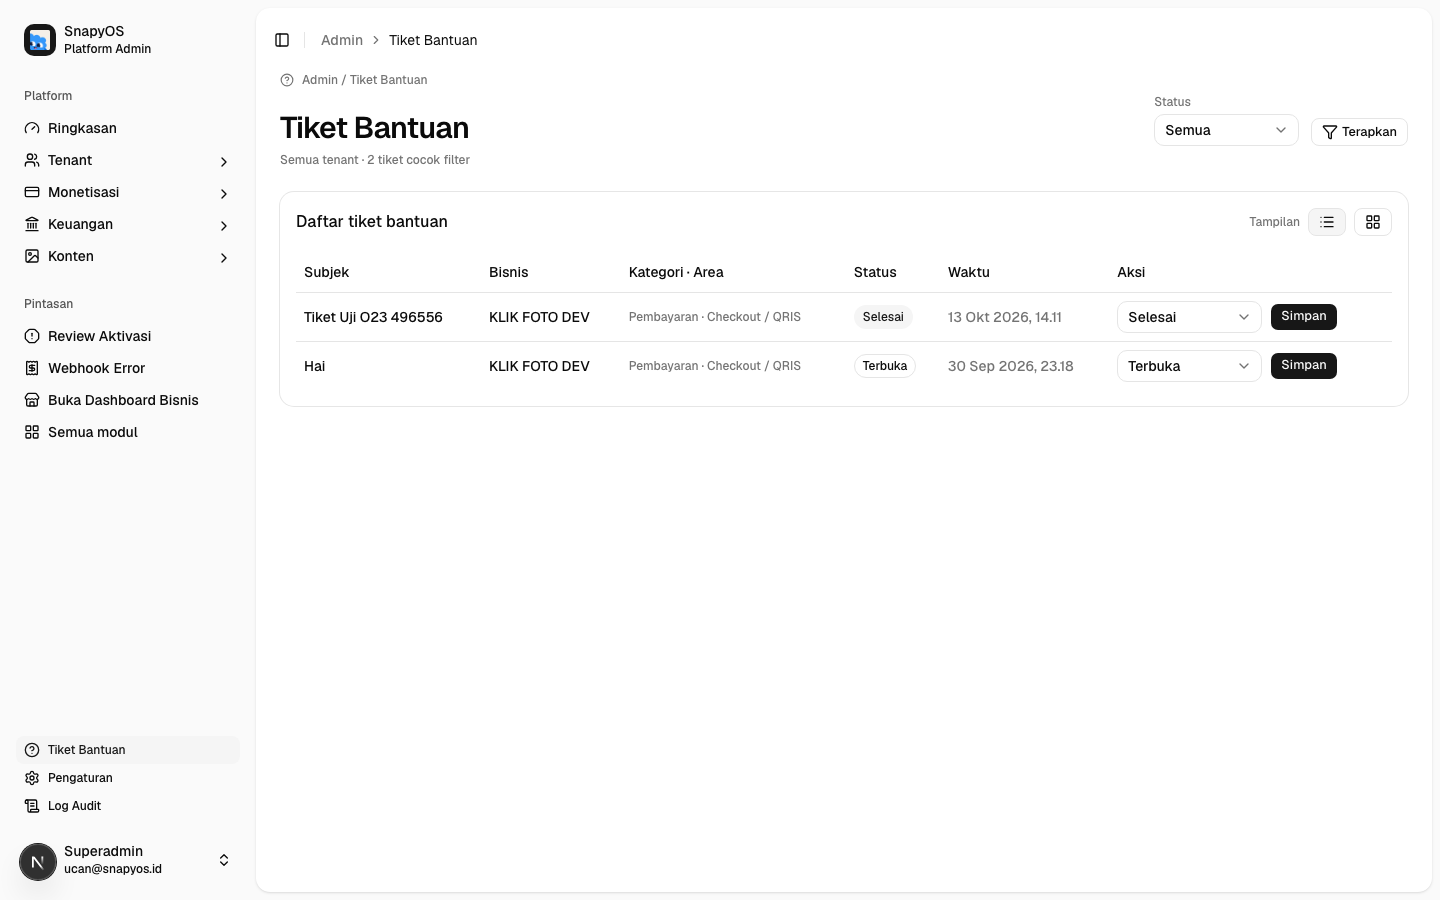 SnapyOS
Platform Admin
Platform
Ringkasan
Tenant
Monetisasi
Keuangan
Konten
Pintasan
Review Aktivasi
Webhook Error
Buka Dashboard Bisnis
Semua modul
Tiket Bantuan
Pengaturan
Log Audit
N
Superadmin
ucan@snapyos.id
Admin > Tiket Bantuan
Admin / Tiket Bantuan
Tiket Bantuan
Semua tenant · 2 tiket cocok filter
Status
Semua
Terapkan
Daftar tiket bantuan
Tampilan
Subjek Bisnis Kategori · Area Status Waktu Aksi
Tiket Uji O23 496556 KLIK FOTO DEV Pembayaran · Checkout / QRIS Selesai 13 Okt 2026, 14.11 Selesai Simpan
Hai KLIK FOTO DEV Pembayaran · Checkout / QRIS Terbuka 30 Sep 2026, 23.18 Terbuka Simpan